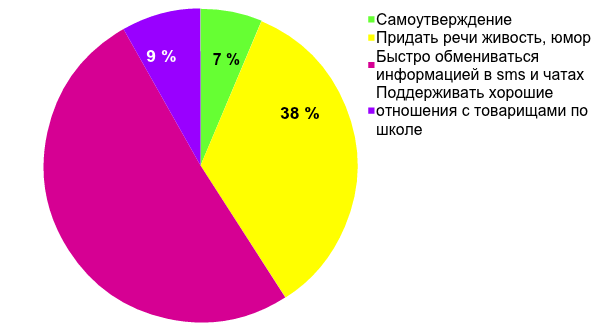 9 %
7 %
38 %
Самоутверждение
Придать речи живость, юмор
Быстро обмениваться
информацией в sms и чатах
Поддерживать хорошие
отношения с товарищами по
школе